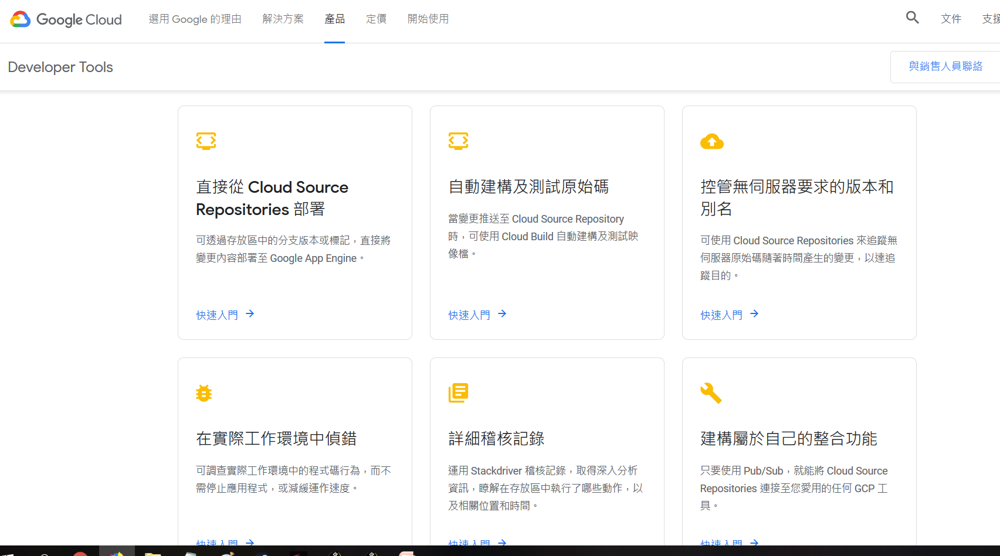 Google Cloud
選用 Google 的理由
解決方案
產品
定價
開始使用
文件
支援
Developer Tools
與銷售人員聯絡
直接從 Cloud Source
Repositories 部署
可透過存放區中的分支版本或標記，直接將
變更內容部署至 Google App Engine。
快速入門
自動建構及測試原始碼
當變更推送至 Cloud Source Repository
時，可使用 Cloud Build 自動建構及測試映
像檔。
快速入門
控管無伺服器要求的版本和
別名
可使用 Cloud Source Repositories 來追蹤無
伺服器原始碼隨著時間產生的變更，以達追
蹤目的。
快速入門
在實際工作環境中偵錯
可調查實際工作環境中的程式碼行為，而不
需停止應用程式，或減緩運作速度。
快速入門
詳細稽核記錄
運用 Stackdriver 稽核記錄，取得深入分析
資訊，瞭解在存放區中執行了哪些動作，以
及相關位置和時間。
快速入門
建構屬於自己的整合功能
只要使用 Pub/Sub，就能將 Cloud Source
Repositories 連接至您愛用的任何 GCP 工
具。
快速入門